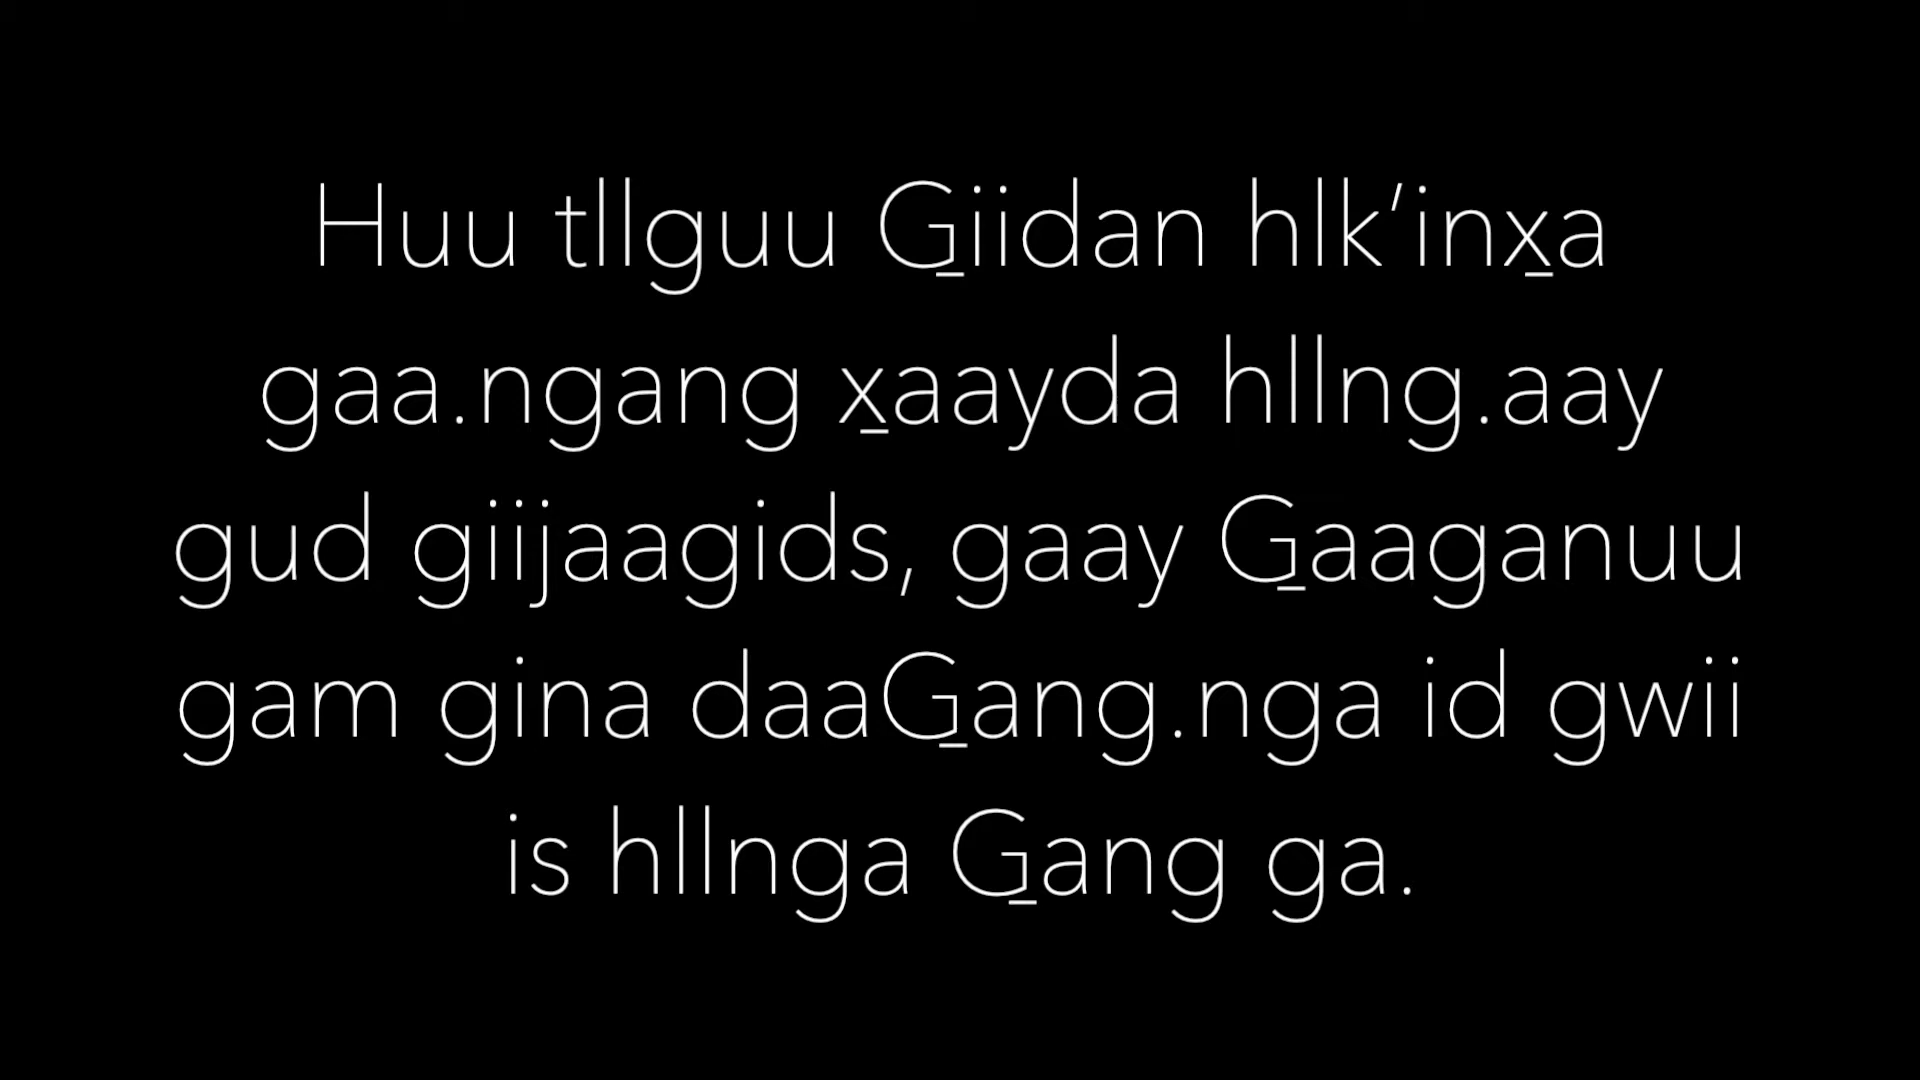 Huu tllguu G̱iidan hlk’inx̱a
gaa.ngang x̱aayda hllng.aay
gud giijaagids, gaay G̱aaganuu
gam gina daaG̱ang.nga id gwii
is hllnga G̱ang ga.